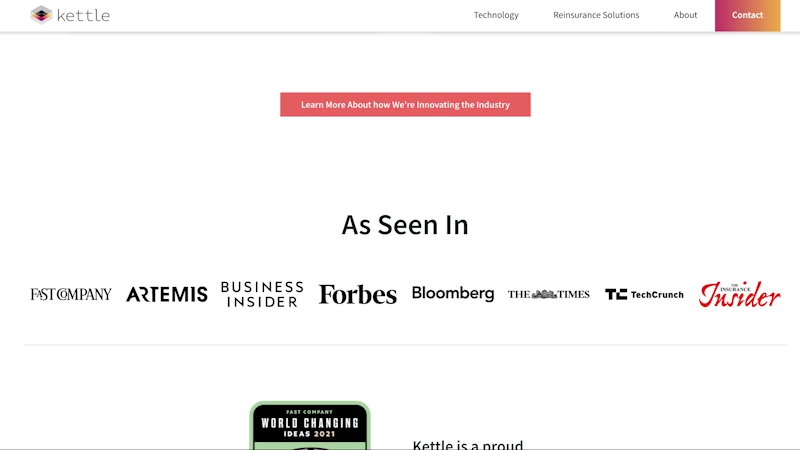 kettle
Technology
Reinsurance Solutions
About
Contact
Learn More About how We're Innovating the Industry
As Seen In
FAST COMPANY
ARTEMIS
BUSINESS
INSIDER
Forbes
Bloomberg
THE TIMES
TC TechCrunch
THE
INSURANCE
Insider
FAST COMPANY
WORLD CHANGING
IDEAS 2021
Kettle is a proud